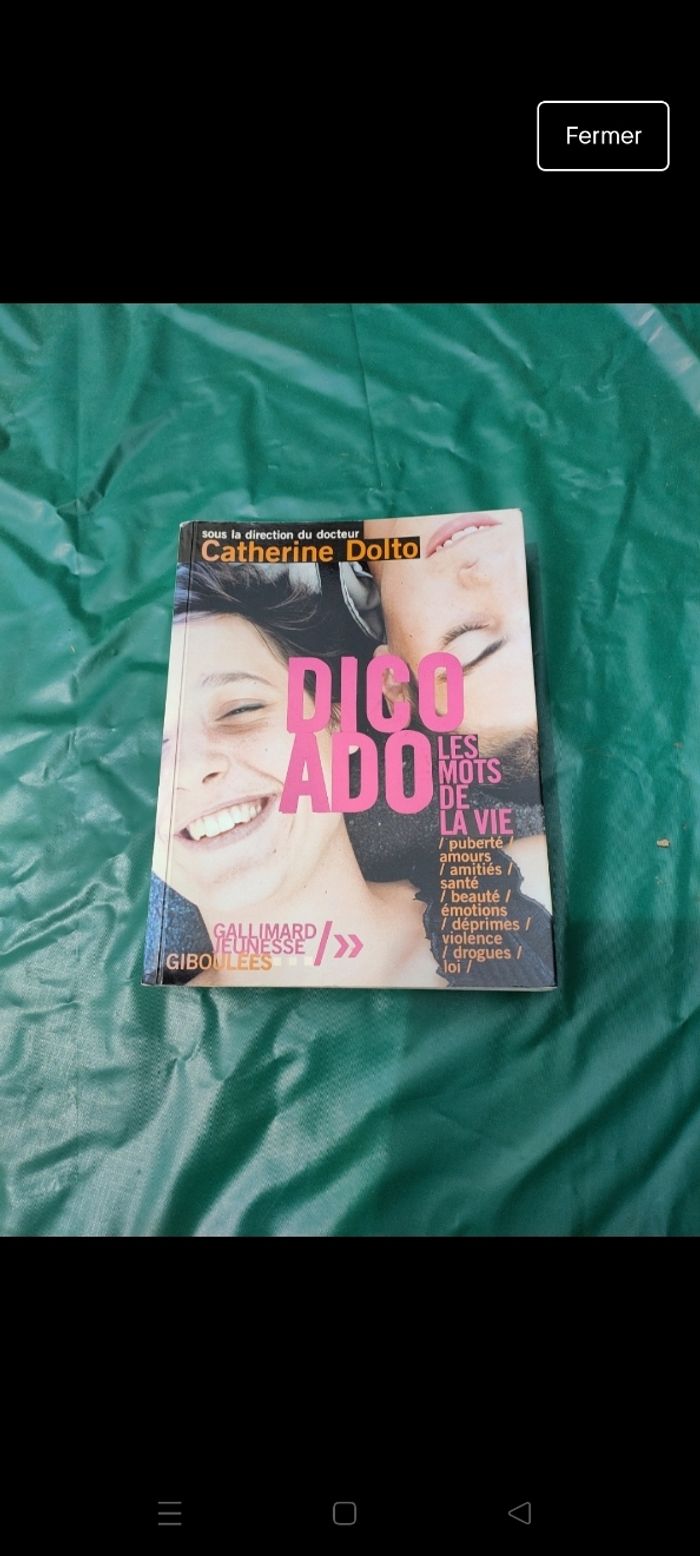 Fermer
sous la direction du docteur
Catherine Dolto
DICO
ADO
LES
MOTS
DE
LA VIE
/ puberté /
amours
/ amitiés /
santé
/ beauté /
émotions
/ déprimes /
violence
/ drogues /
loi /
GALLIMARD
JEUNESSE
GIBOULÉES